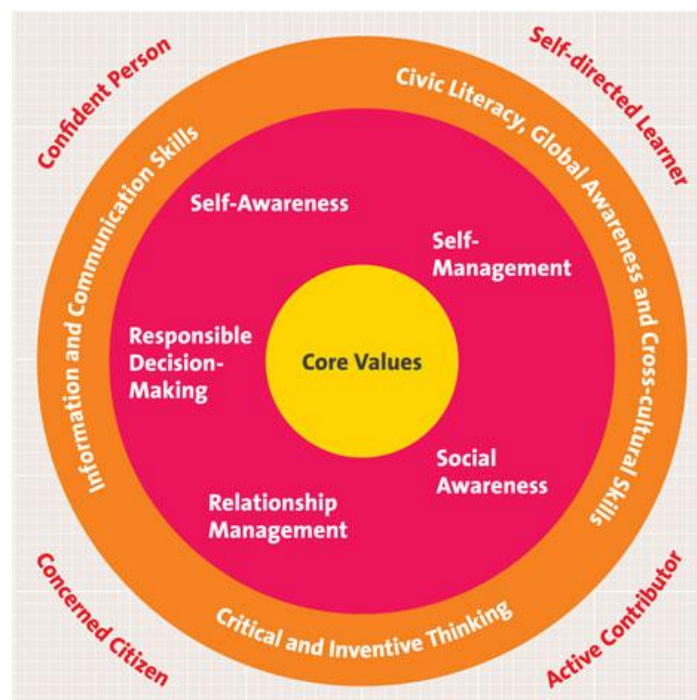 Confident Person
Self-directed Learner
Information and Communication Skills
Civic Literacy, Global Awareness and Cross-cultural Skills
Self-Awareness
Self-
Management
Responsible
Decision-
Making
Core Values
Social
Awareness
Relationship
Management
Critical and Inventive Thinking
Concerned Citizen
Active Contributor